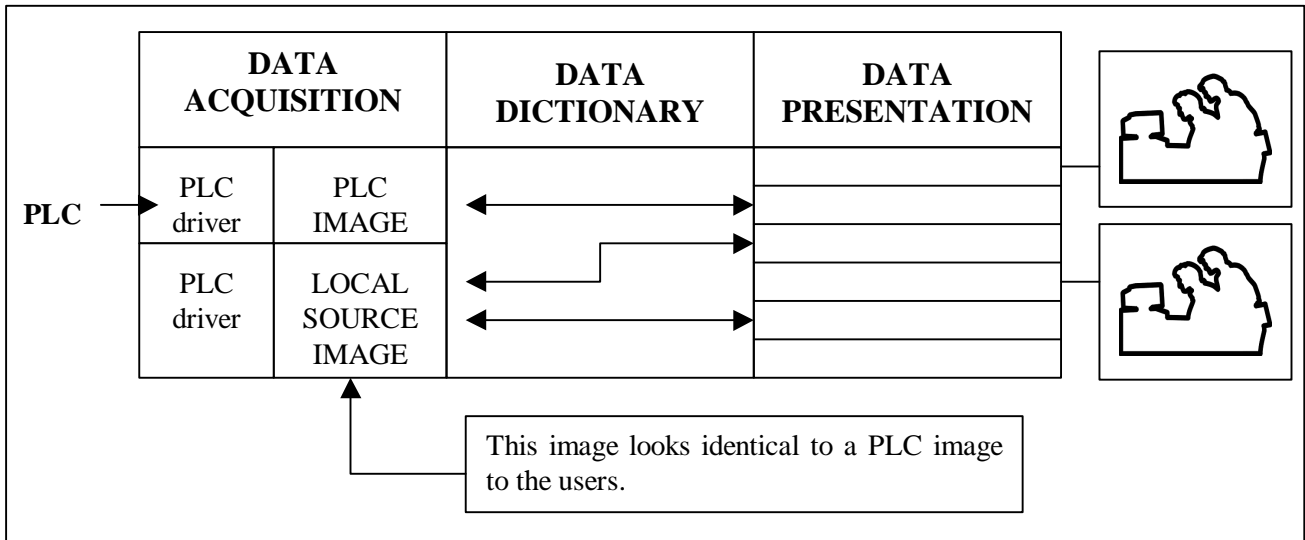 DATA
ACQUISITION
DATA
DICTIONARY
DATA
PRESENTATION
PLC
PLC
driver
PLC
IMAGE
PLC
driver
LOCAL
SOURCE
IMAGE
This image looks identical to a PLC image
to the users.